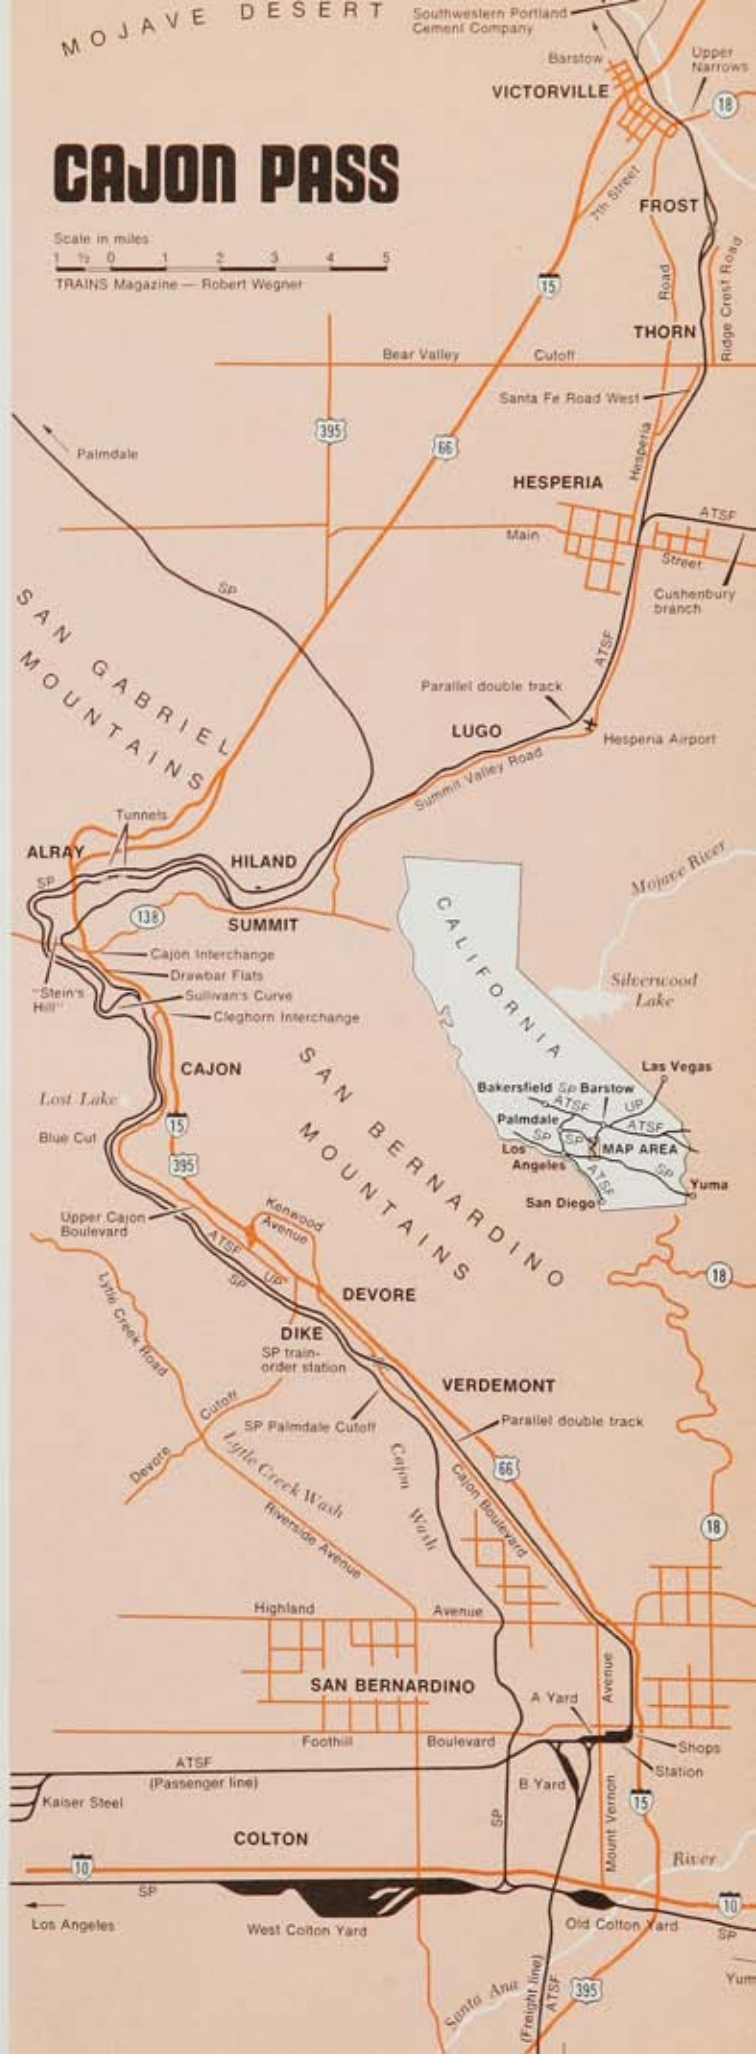 MOJAVE DESERT
Southwestern Portland
Cement Company
Barstow
Upper
Narrows
VICTORVILLE
18
CAJON PASS
7th Street
FROST
Scale in miles
1 ½ 0 1 2 3 4 5
TRAINS Magazine — Robert Wegner
15
Road
Ridge Crest Road
THORN
Bear Valley Cutoff
Santa Fe Road West
395
66
Palmdale
Hesperia
HESPERIA
ATSF
Main
Street
SP
Cushenbury
branch
SAN GABRIEL
MOUNTAINS
ATSF
Parallel double track
LUGO
Hesperia Airport
Summit Valley Road
Tunnels
ALRAY
HILAND
SP
Mojave River
138
SUMMIT
CALIFORNIA
Cajon Interchange
Drawbar Flats
"Stein's
Hill"
Sullivan's Curve
Cleghorn Interchange
Silverwood
Lake
SAN BERNARDINO
MOUNTAINS
CAJON
Las Vegas
Bakersfield SP Barstow
ATSF
UP
Lost Lake
Palmdale
ATSF
15
Blue Cut
SP
SP
MAP AREA
Los
Angeles
395
ATSF
SP
Yuma
San Diego
Upper Cajon
Boulevard
Kenwood
Avenue
ATSF
UP
SP
18
DEVORE
Lytle Creek Road
DIKE
SP train-
order station
VERDEMONT
Cutoff
SP Palmdale Cutoff
Parallel double track
Devore
Lytle Creek Wash
Cajon
Wash
66
Cajon Boulevard
Riverside Avenue
18
Highland Avenue
SAN BERNARDINO
Avenue
A Yard
Foothill Boulevard
Shops
ATSF
(Passenger line)
Station
B Yard
Kaiser Steel
15
SP
Mount Vernon
COLTON
10
River
SP
10
Los Angeles
West Colton Yard
Old Colton Yard
SP
Yum
Santa Ana
(Freight line)
ATSF
395